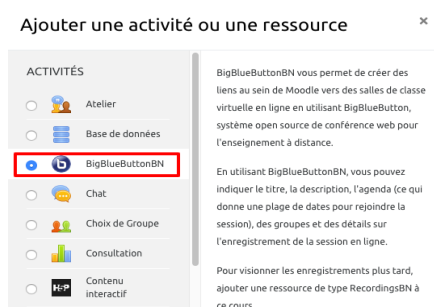 Ajouter une activité ou une ressource
×
ACTIVITÉS
Atelier
Base de données
BigBlueButtonBN
Chat
Choix de Groupe
Consultation
H-P
Contenu
interactif
BigBlueButtonBN vous permet de créer des
liens au sein de Moodle vers des salles de classe
virtuelle en ligne en utilisant BigBlueButton,
système open source de conférence web pour
l'enseignement à distance.
En utilisant BigBlueButtonBN, vous pouvez
indiquer le titre, la description, l'agenda (ce qui
donne une plage de dates pour rejoindre la
session), des groupes et des détails sur
l'enregistrement de la session en ligne.
Pour visionner les enregistrements plus tard,
ajouter une ressource de type RecordingsBN à
ce cours.